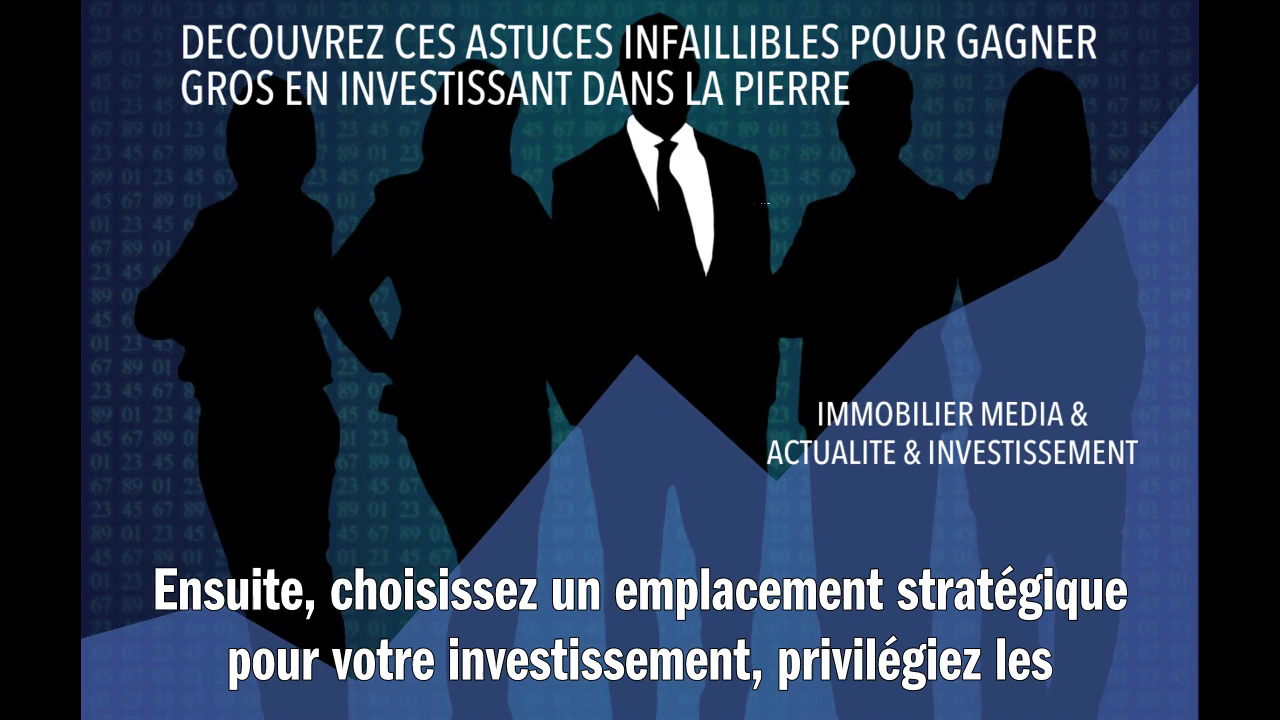 DECOUVREZ CES ASTUCES INFAILLIBLES POUR GAGNER
GROS EN INVESTISSANT DANS LA PIERRE
IMMOBILIER MEDIA &
ACTUALITE & INVESTISSEMENT
Ensuite, choisissez un emplacement stratégique
pour votre investissement, privilégiez les